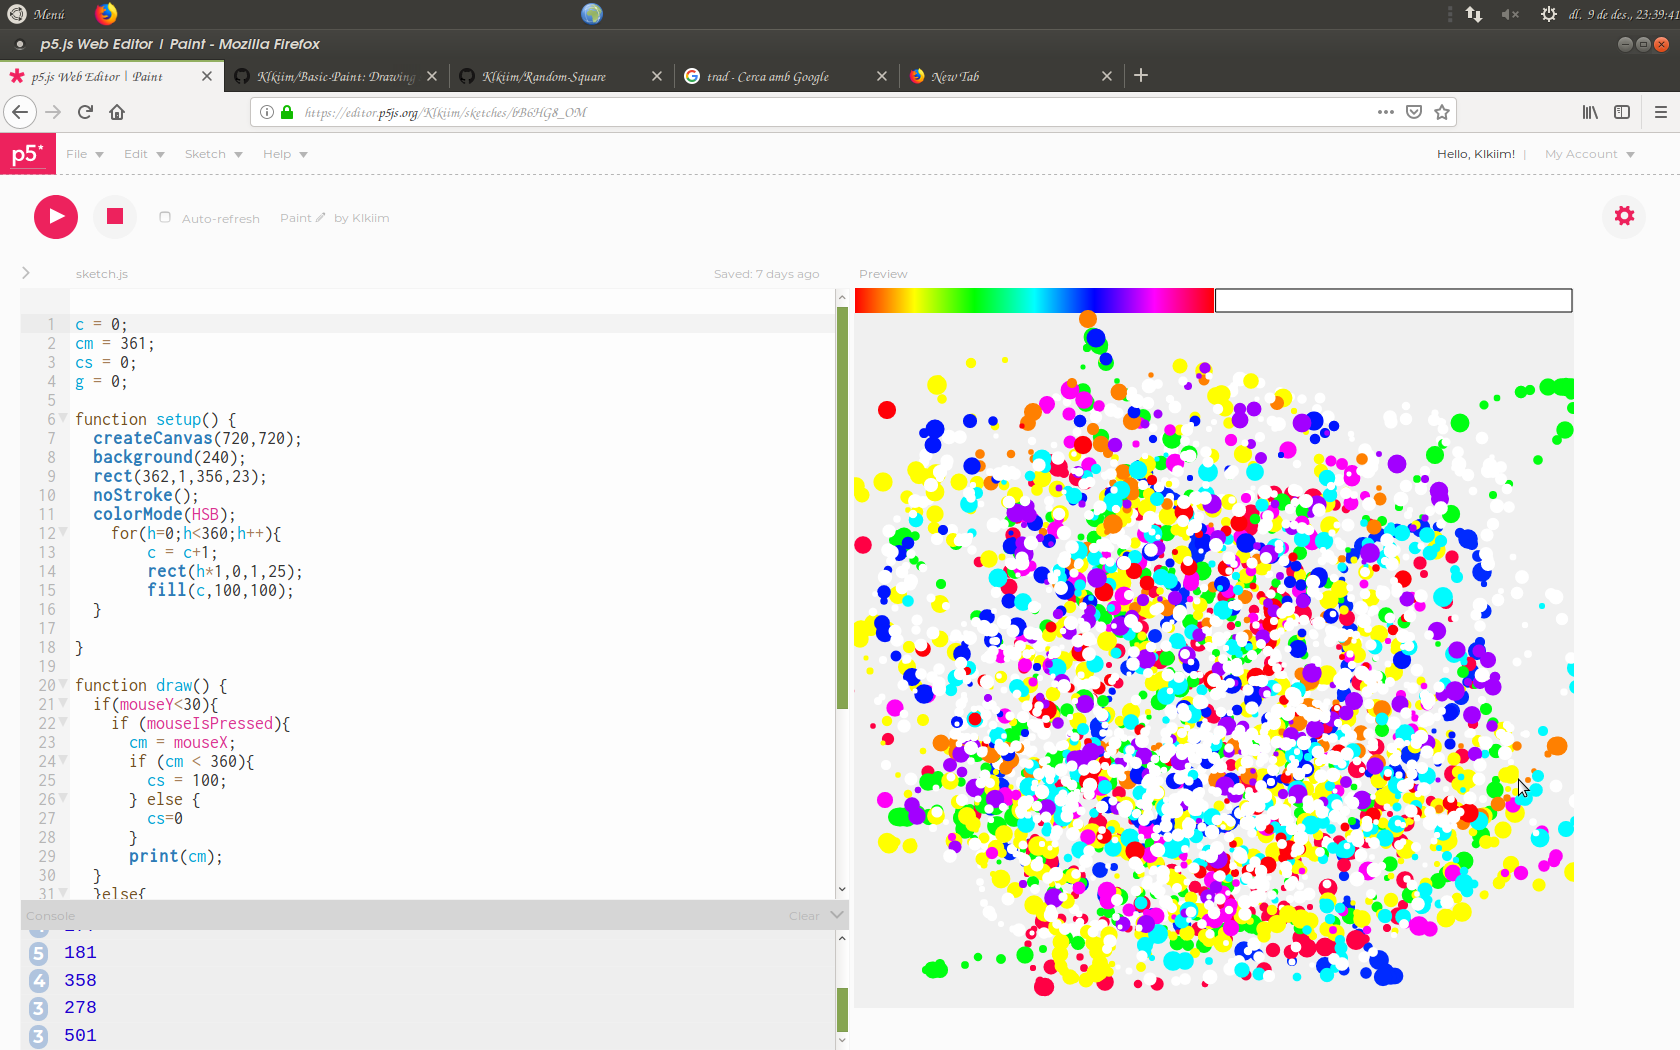 Menú
dl. 9 de des., 23:39:41
p5.js Web Editor | Paint - Mozilla Firefox
p5.js Web Editor | Paint
Klkiim/Basic-Paint: Drawing
Klkiim/Random-Square
trad - Cerca amb Google
New Tab
https://editor.p5js.org/Klkiim/sketches/bB6HG8_OM
p5*
File
Edit
Sketch
Help
Hello, Klkiim! |
My Account
Auto-refresh
Paint
by Klkiim
sketch.js
Saved: 7 days ago
Preview
1 c = 0;
2 cm = 361;
3 cs = 0;
4 g = 0;
5
6 function setup() {
7 createCanvas(720,720);
8 background(240);
9 rect(362,1,356,23);
10 noStroke();
11 colorMode(HSB);
12 for(h=0;h<360;h++){
13 c = c+1;
14 rect(h*1,0,1,25);
15 fill(c,100,100);
16 }
17
18 }
19
20 function draw() {
21 if(mouseY<30){
22 if (mouseIsPressed){
23 cm = mouseX;
24 if (cm < 360){
25 cs = 100;
26 } else {
27 cs=0
28 }
29 print(cm);
30 }
31 }else{
Console
Clear
5 181
4 358
3 278
3 501